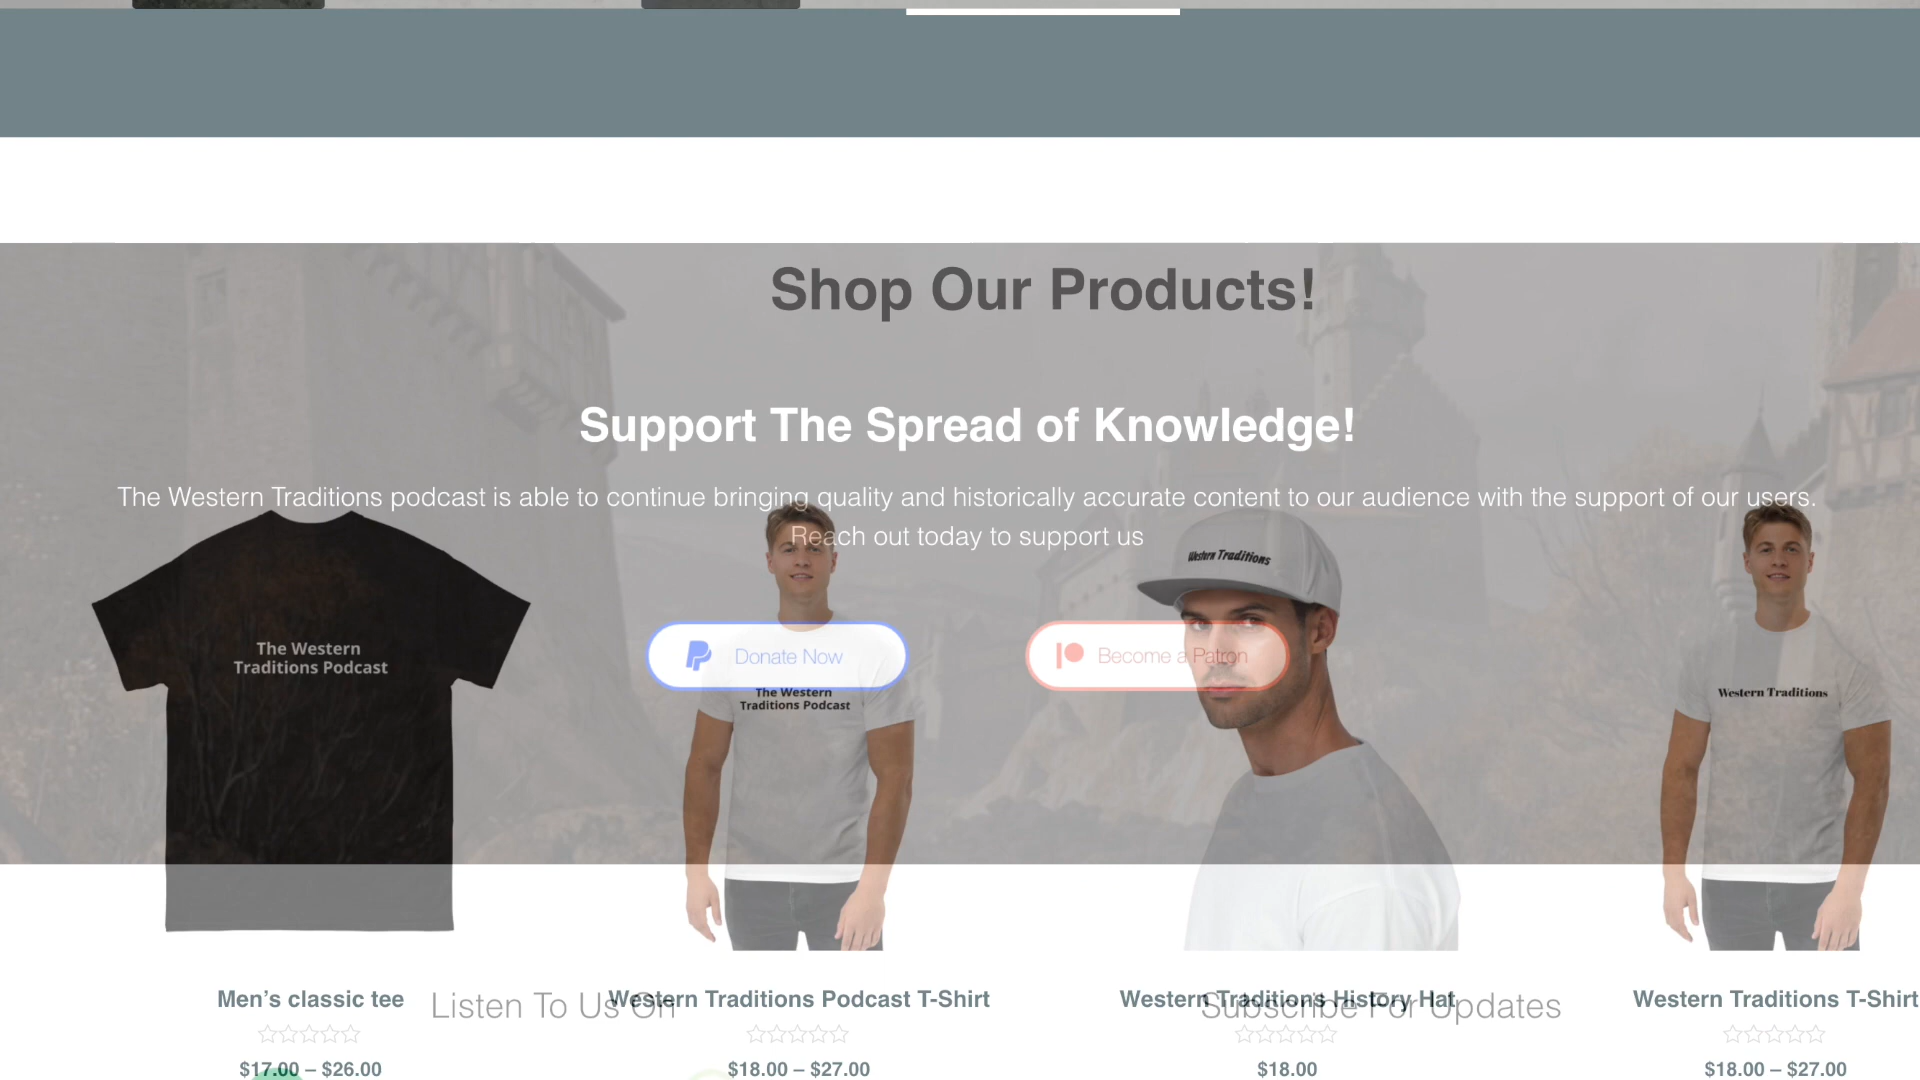 Shop Our Products!
Support The Spread of Knowledge!
The Western Traditions podcast is able to continue bringing quality and historically accurate content to our audience with the support of our users.
Reach out today to support us
Western Traditions
The Western
Traditions Podcast
Donate Now
Become a Patron
The Western
Traditions Podcast
Western Traditions
Men’s classic tee
Western Traditions Podcast T-Shirt
Western Traditions History Hat
Western Traditions T-Shirt
Listen To Us On
Subscribe For Updates
$17.00 – $26.00
$18.00 – $27.00
$18.00
$18.00 – $27.00